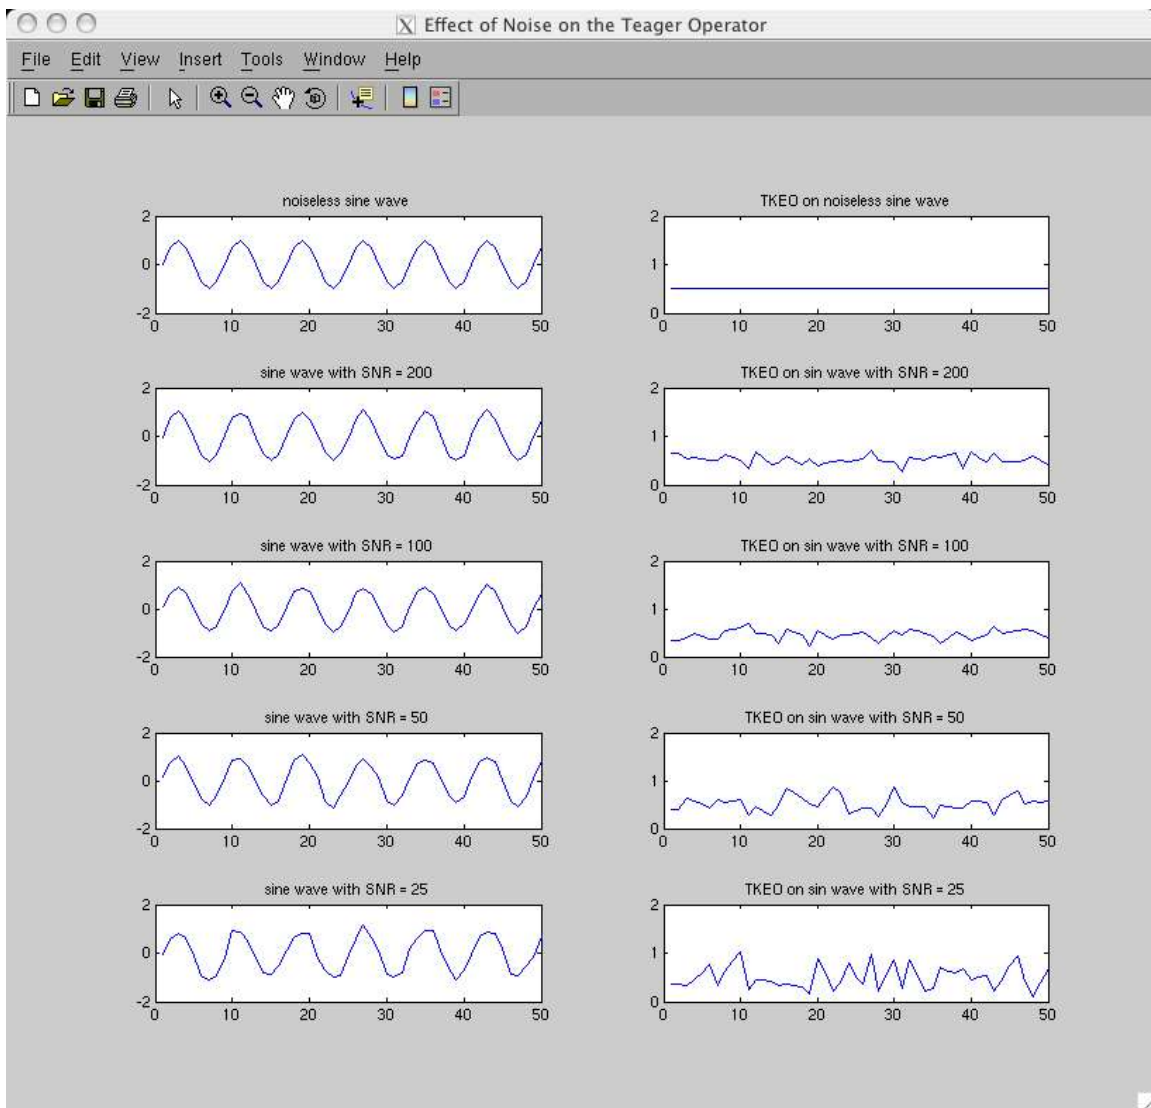 X Effect of Noise on the Teager Operator
File Edit View Insert Tools Window Help
noiseless sine wave
2
0
-2
0 10 20 30 40 50
TKEO on noiseless sine wave
2
1
0
0 10 20 30 40 50
sine wave with SNR = 200
2
0
-2
0 10 20 30 40 50
TKEO on sin wave with SNR = 200
2
1
0
0 10 20 30 40 50
sine wave with SNR = 100
2
0
-2
0 10 20 30 40 50
TKEO on sin wave with SNR = 100
2
1
0
0 10 20 30 40 50
sine wave with SNR = 50
2
0
-2
0 10 20 30 40 50
TKEO on sin wave with SNR = 50
2
1
0
0 10 20 30 40 50
sine wave with SNR = 25
2
0
-2
0 10 20 30 40 50
TKEO on sin wave with SNR = 25
2
1
0
0 10 20 30 40 50